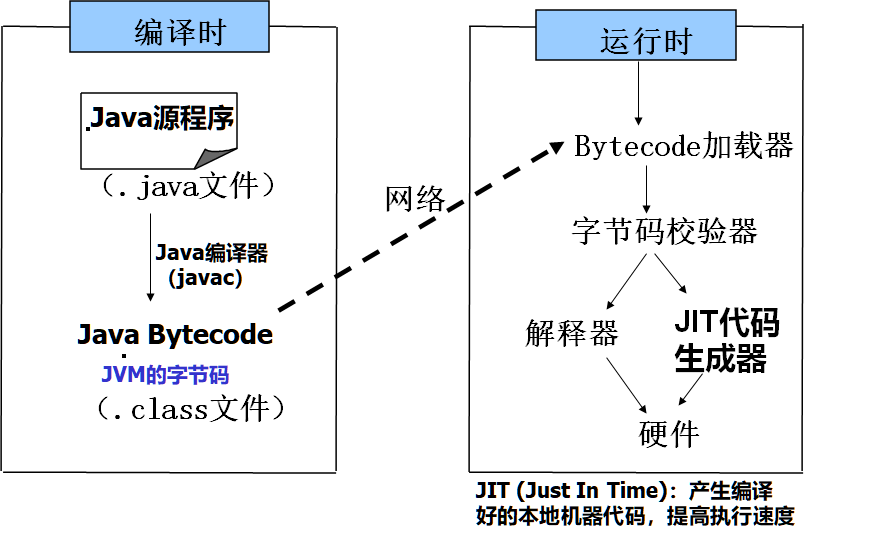 编译时
Java源程序
（.java文件）
Java编译器
（javac）
Java Bytecode
JVM的字节码
（.class文件）
网络
运行时
Bytecode加载器
字节码校验器
解释器
JIT代码
生成器
硬件
JIT (Just In Time)：产生编译
好的本地机器代码，提高执行速度